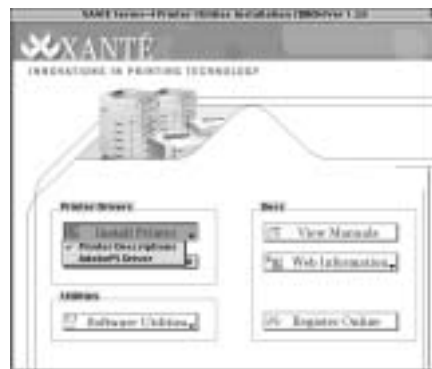 XANTÉ
INNOVATIONS IN PRINTING TECHNOLOGY
Printer Drivers
Install Printer
Printer Descriptions
AdobePS Driver
Utilities
Software Utilities
Docs
View Manuals
Web Information
Register Online